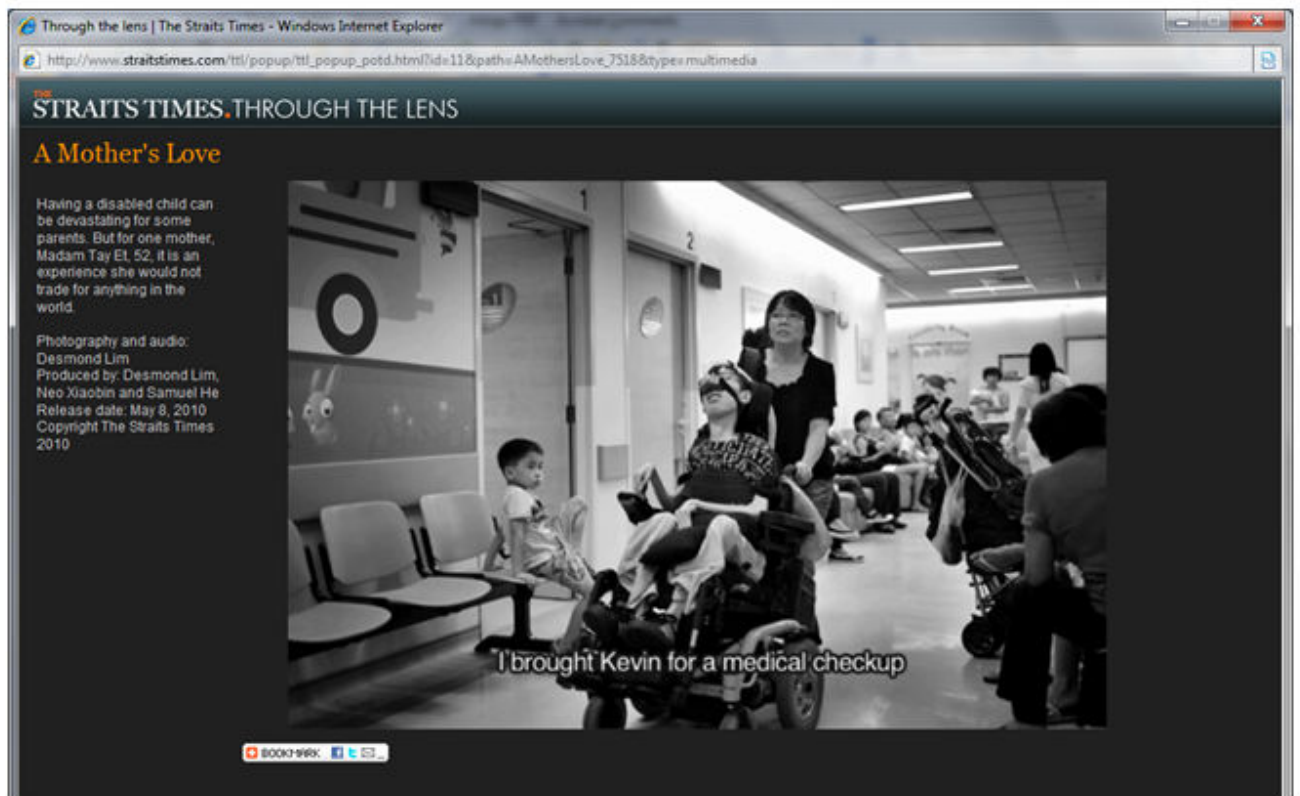 Through the lens | The Straits Times - Windows Internet Explorer
http://www.straitstimes.com/ttl/popup/ttl_popup_potd.html?id=11&path=AMothersLove_7518&type=multimedia
THE
STRAITS TIMES.THROUGH THE LENS
A Mother's Love
Having a disabled child can
be devastating for some
parents. But for one mother,
Madam Tay Et, 52, it is an
experience she would not
trade for anything in the
world.
Photography and audio:
Desmond Lim
Produced by: Desmond Lim,
Neo Xiaobin and Samuel He
Release date: May 8, 2010
Copyright The Straits Times
2010
1
2
I brought Kevin for a medical checkup
BOOKMARK